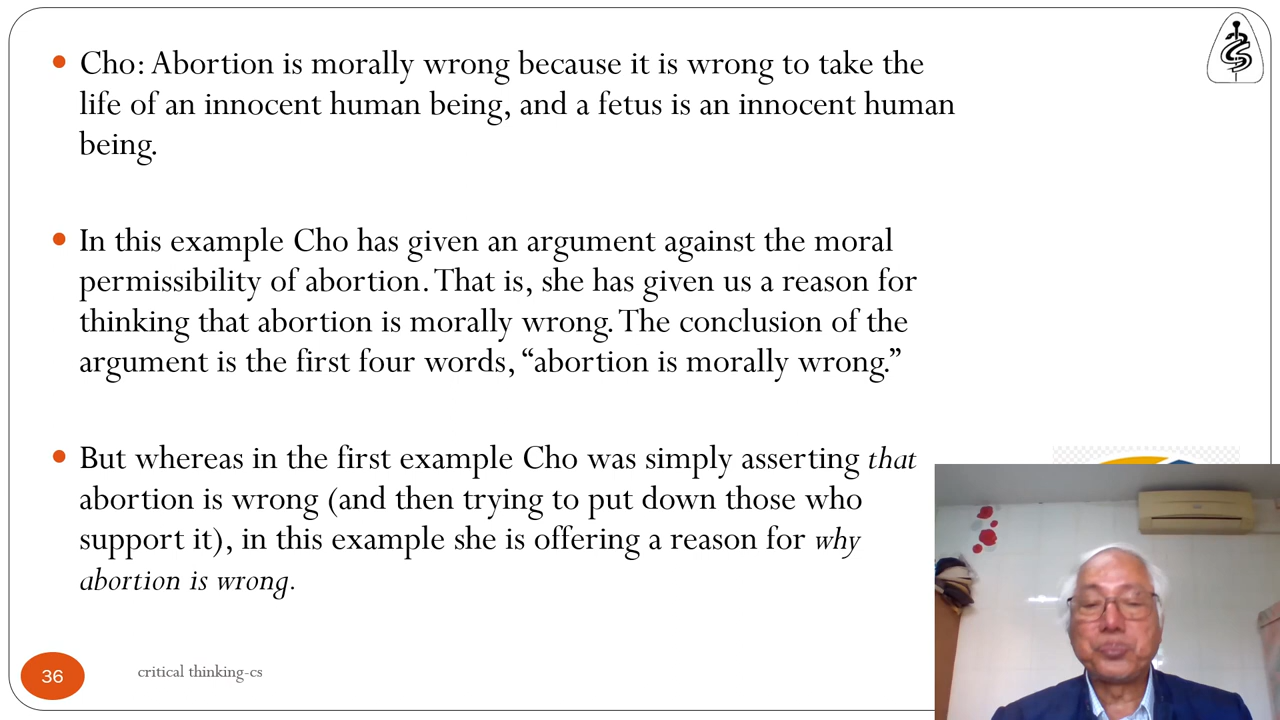 Cho: Abortion is morally wrong because it is wrong to take the
life of an innocent human being, and a fetus is an innocent human
being.
In this example Cho has given an argument against the moral
permissibility of abortion. That is, she has given us a reason for
thinking that abortion is morally wrong. The conclusion of the
argument is the first four words, “abortion is morally wrong.”
But whereas in the first example Cho was simply asserting that
abortion is wrong (and then trying to put down those who
support it), in this example she is offering a reason for why
abortion is wrong.
36
critical thinking-cs